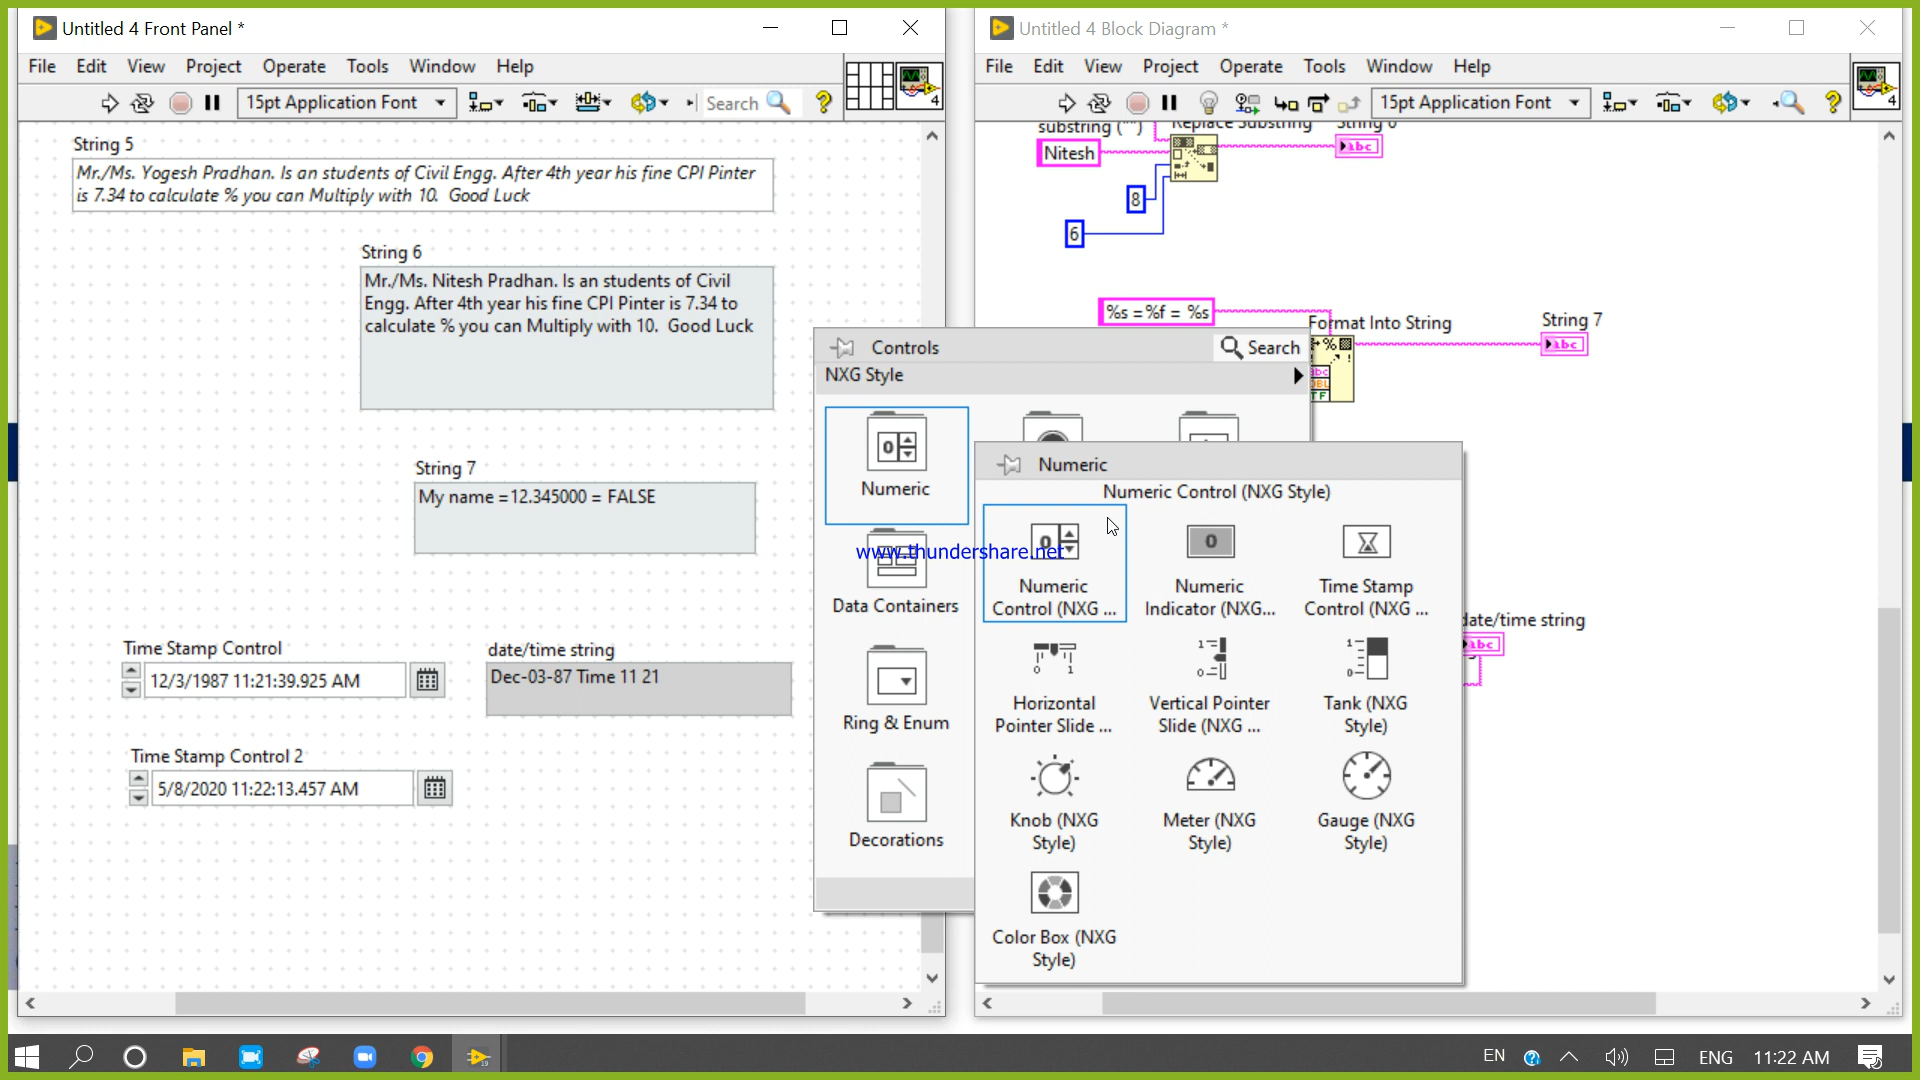 Untitled 4 Front Panel *
File Edit View Project Operate Tools Window Help
15pt Application Font
Search
4
String 5
Mr./Ms. Yogesh Pradhan. Is an students of Civil Engg. After 4th year his fine CPI Pinter
is 7.34 to calculate % you can Multiply with 10.  Good Luck
String 6
Mr./Ms. Nitesh Pradhan. Is an students of Civil
Engg. After 4th year his fine CPI Pinter is 7.34 to
calculate % you can Multiply with 10.  Good Luck
String 7
My name =12.345000 = FALSE
Time Stamp Control
12/3/1987 11:21:39.925 AM
date/time string
Dec-03-87 Time 11 21
Time Stamp Control 2
5/8/2020 11:22:13.457 AM
Untitled 4 Block Diagram *
File Edit View Project Operate Tools Window Help
15pt Application Font
4
substring ("")
Replace Substring
String 6
Nitesh
abc
8
6
%s =%f = %s
Format Into String
String 7
abc
date/time string
abc
Controls
Search
NXG Style
Numeric
Data Containers
Ring & Enum
Decorations
Numeric
Numeric Control (NXG Style)
Numeric
Control (NXG ...
Numeric
Indicator (NXG...
Time Stamp
Control (NXG ...
Horizontal
Pointer Slide ...
Vertical Pointer
Slide (NXG ...
Tank (NXG
Style)
Knob (NXG
Style)
Meter (NXG
Style)
Gauge (NXG
Style)
Color Box (NXG
Style)
www.thundershare.net
EN
ENG
11:22 AM